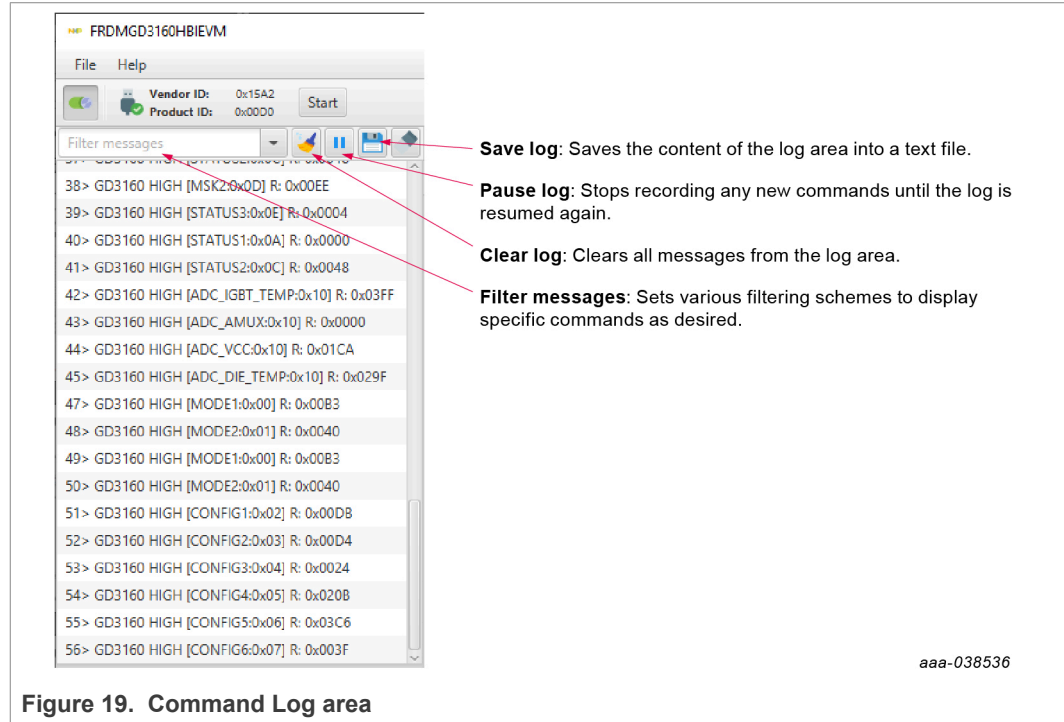 FRDMGD3160HBIEVM
File Help
Vendor ID: 0x15A2
Product ID: 0x00D0
Start
Filter messages
38> GD3160 HIGH [MSK2:0x0D] R: 0x00EE
39> GD3160 HIGH [STATUS3:0x0E] R: 0x0004
40> GD3160 HIGH [STATUS1:0x0A] R: 0x0000
41> GD3160 HIGH [STATUS2:0x0C] R: 0x0048
42> GD3160 HIGH [ADC_IGBT_TEMP:0x10] R: 0x03FF
43> GD3160 HIGH [ADC_AMUX:0x10] R: 0x0000
44> GD3160 HIGH [ADC_VCC:0x10] R: 0x01CA
45> GD3160 HIGH [ADC_DIE_TEMP:0x10] R: 0x029F
47> GD3160 HIGH [MODE1:0x00] R: 0x00B3
48> GD3160 HIGH [MODE2:0x01] R: 0x0040
49> GD3160 HIGH [MODE1:0x00] R: 0x00B3
50> GD3160 HIGH [MODE2:0x01] R: 0x0040
51> GD3160 HIGH [CONFIG1:0x02] R: 0x00DB
52> GD3160 HIGH [CONFIG2:0x03] R: 0x00D4
53> GD3160 HIGH [CONFIG3:0x04] R: 0x0024
54> GD3160 HIGH [CONFIG4:0x05] R: 0x020B
55> GD3160 HIGH [CONFIG5:0x06] R: 0x03C6
56> GD3160 HIGH [CONFIG6:0x07] R: 0x003F
Save log: Saves the content of the log area into a text file.
Pause log: Stops recording any new commands until the log is
resumed again.
Clear log: Clears all messages from the log area.
Filter messages: Sets various filtering schemes to display
specific commands as desired.
aaa-038536
Figure 19. Command Log area